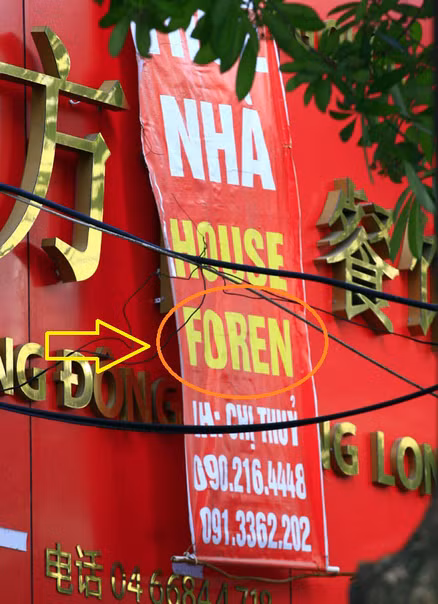 方
餐
NHÀ
HOUSE
FOREN
LH: CHỊ THUỶ
090.216.4448
091.3362.202
NG ĐÔNG
NG LON
电话 04